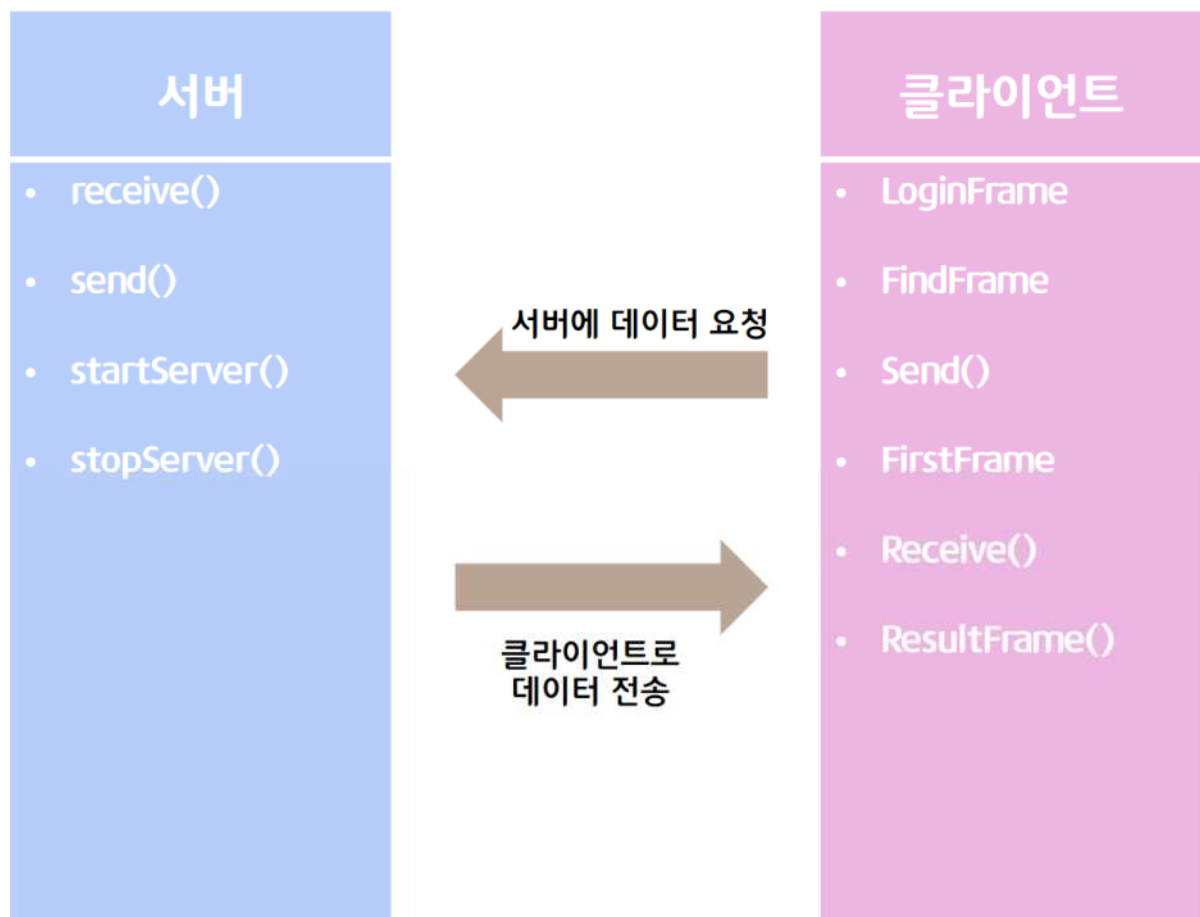 서버
• receive()
• send()
• startServer()
• stopServer()
서버에 데이터 요청
클라이언트로
데이터 전송
클라이언트
• LoginFrame
• FindFrame
• Send()
• FirstFrame
• Receive()
• ResultFrame()